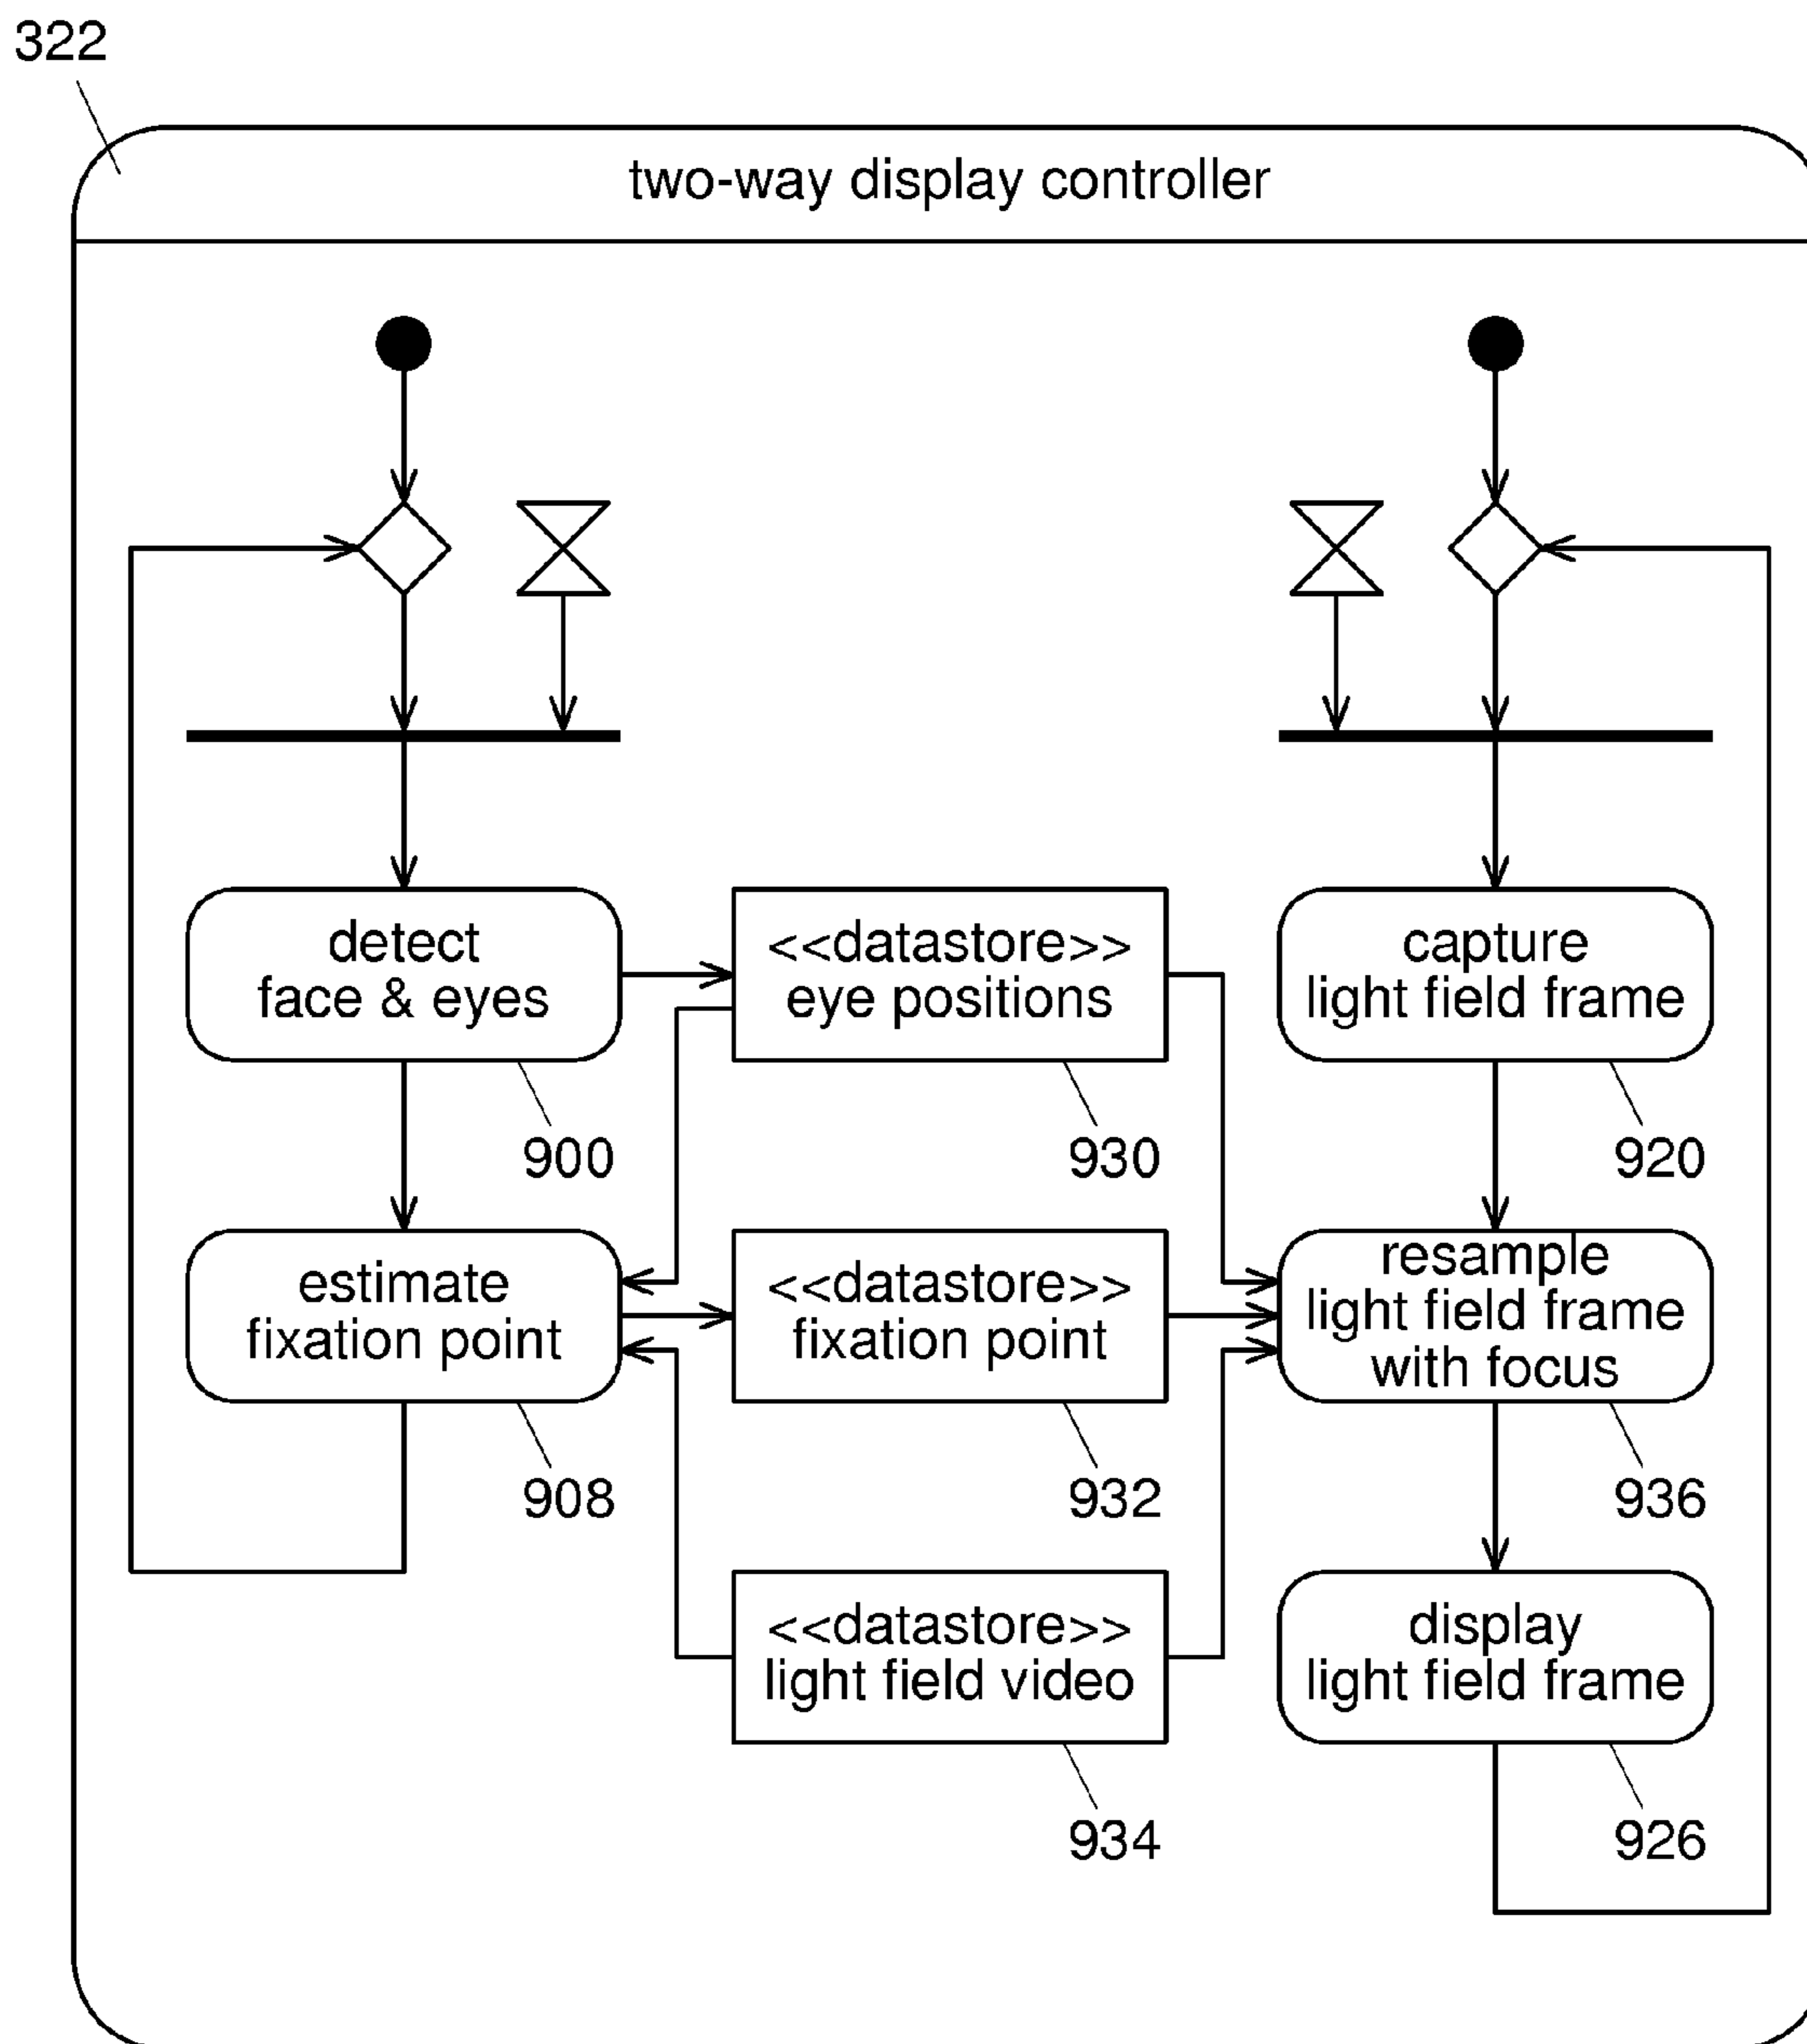 322
two-way display controller
detect
face & eyes
900
<<datastore>>
eye positions
930
capture
light field frame
920
estimate
fixation point
908
<<datastore>>
fixation point
932
resample
light field frame
with focus
936
<<datastore>>
light field video
934
display
light field frame
926